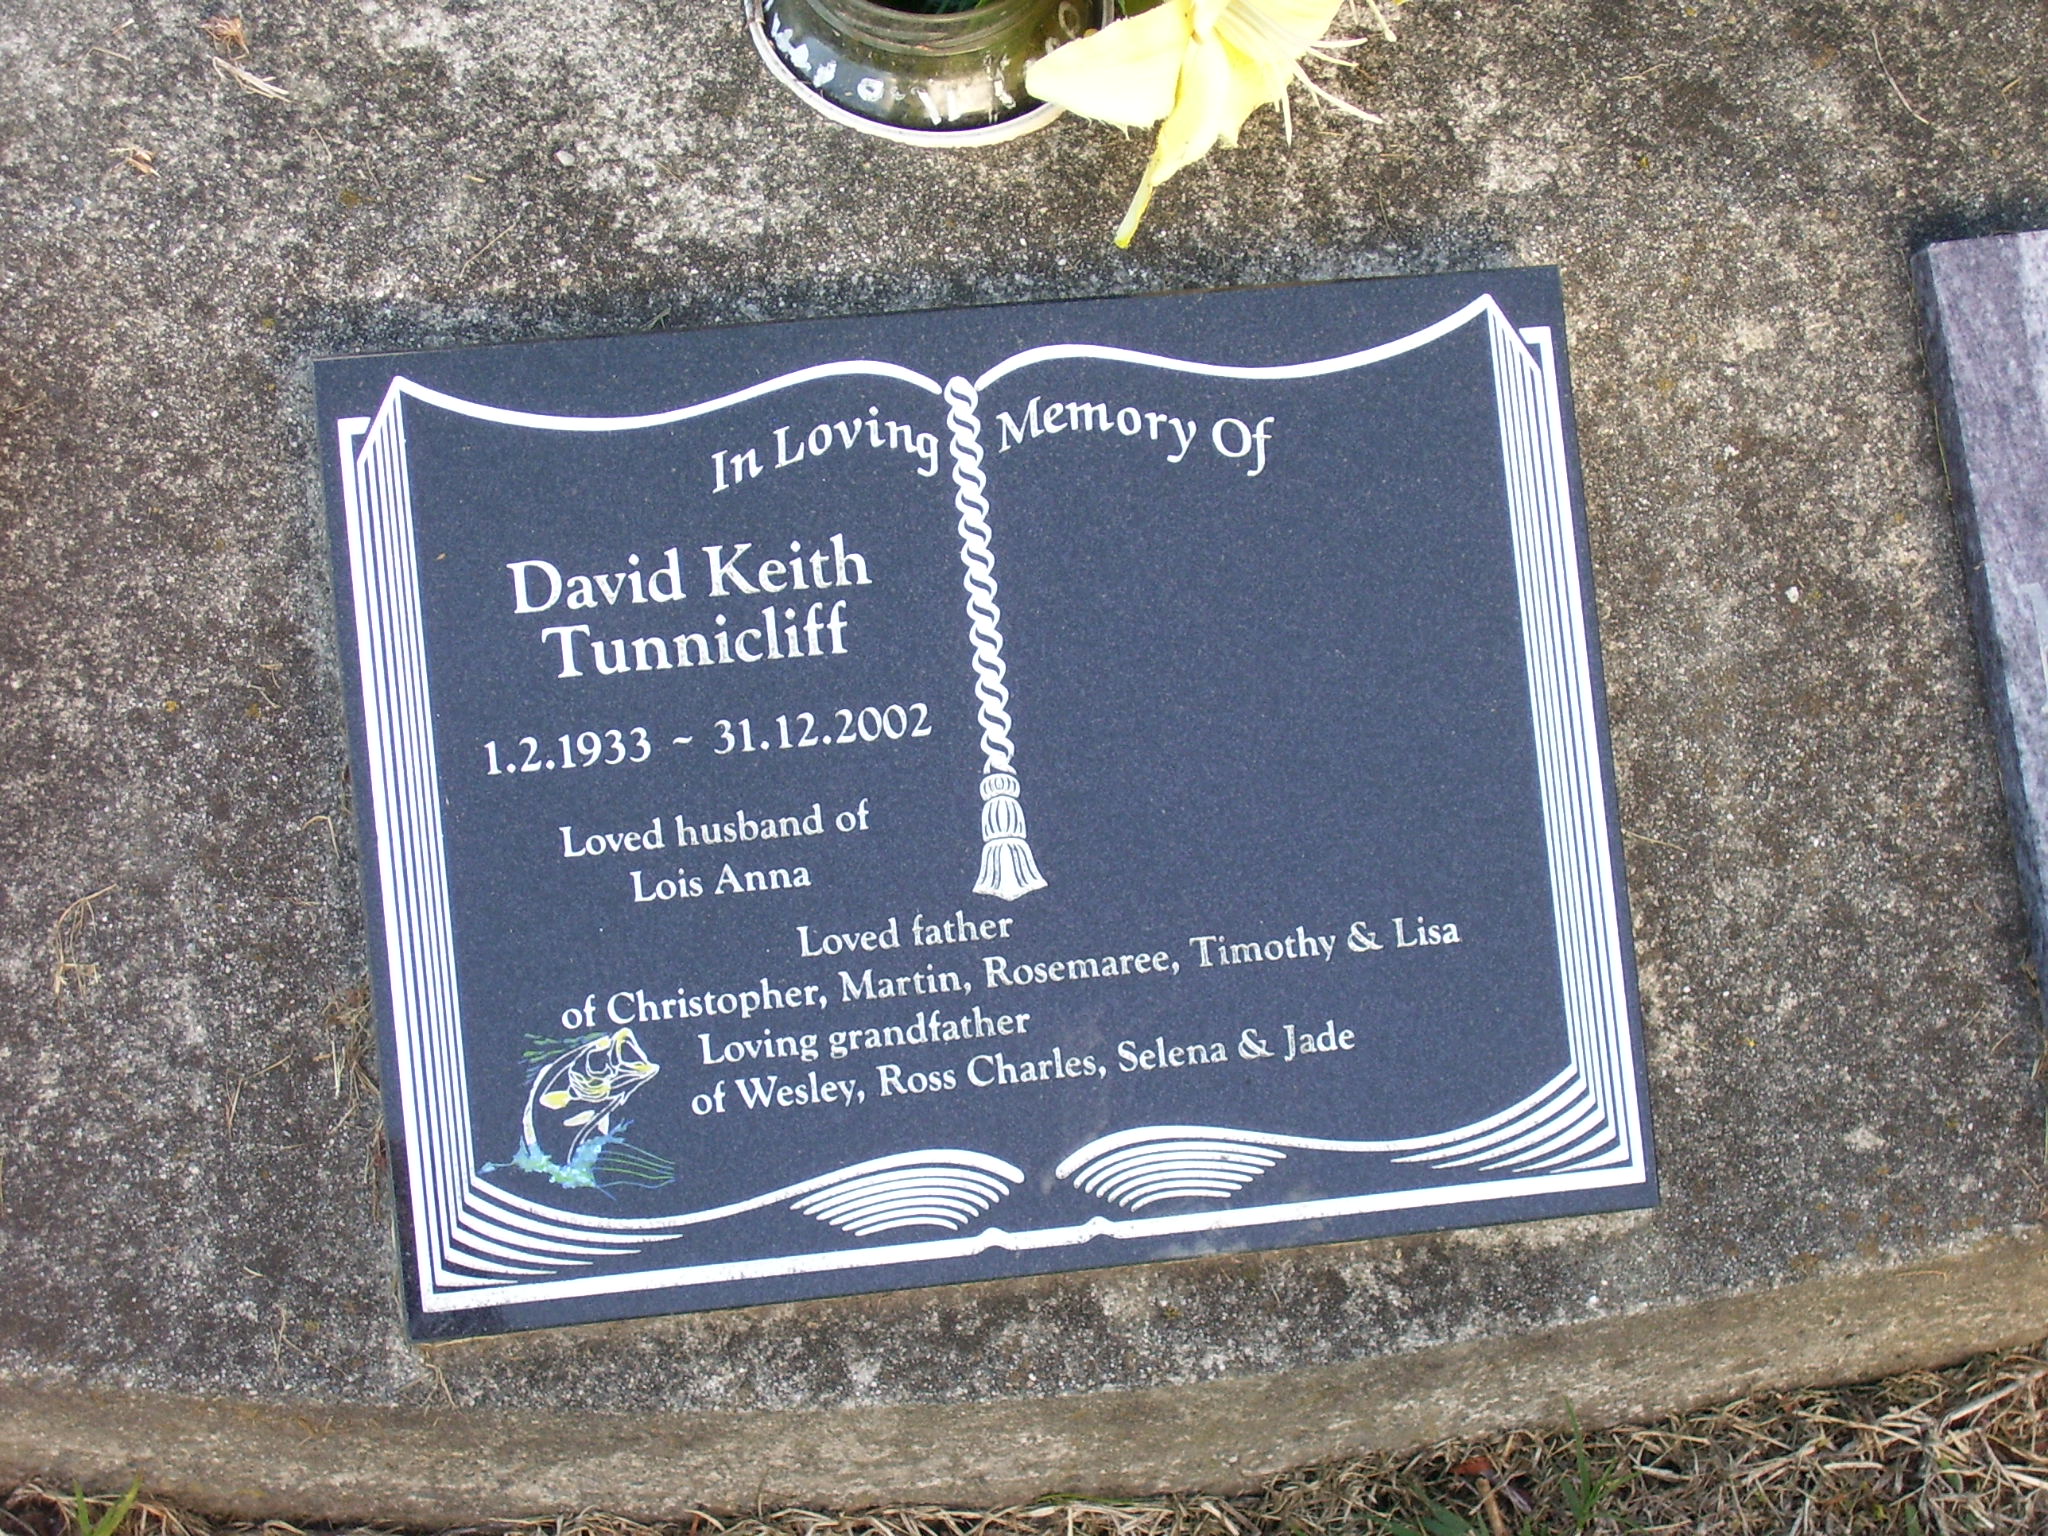 In Loving Memory Of
David Keith
Tunnicliff
1.2.1933 ~ 31.12.2002
Loved husband of
Lois Anna
Loved father
of Christopher, Martin, Rosemaree, Timothy & Lisa
Loving grandfather
of Wesley, Ross Charles, Selena & Jade